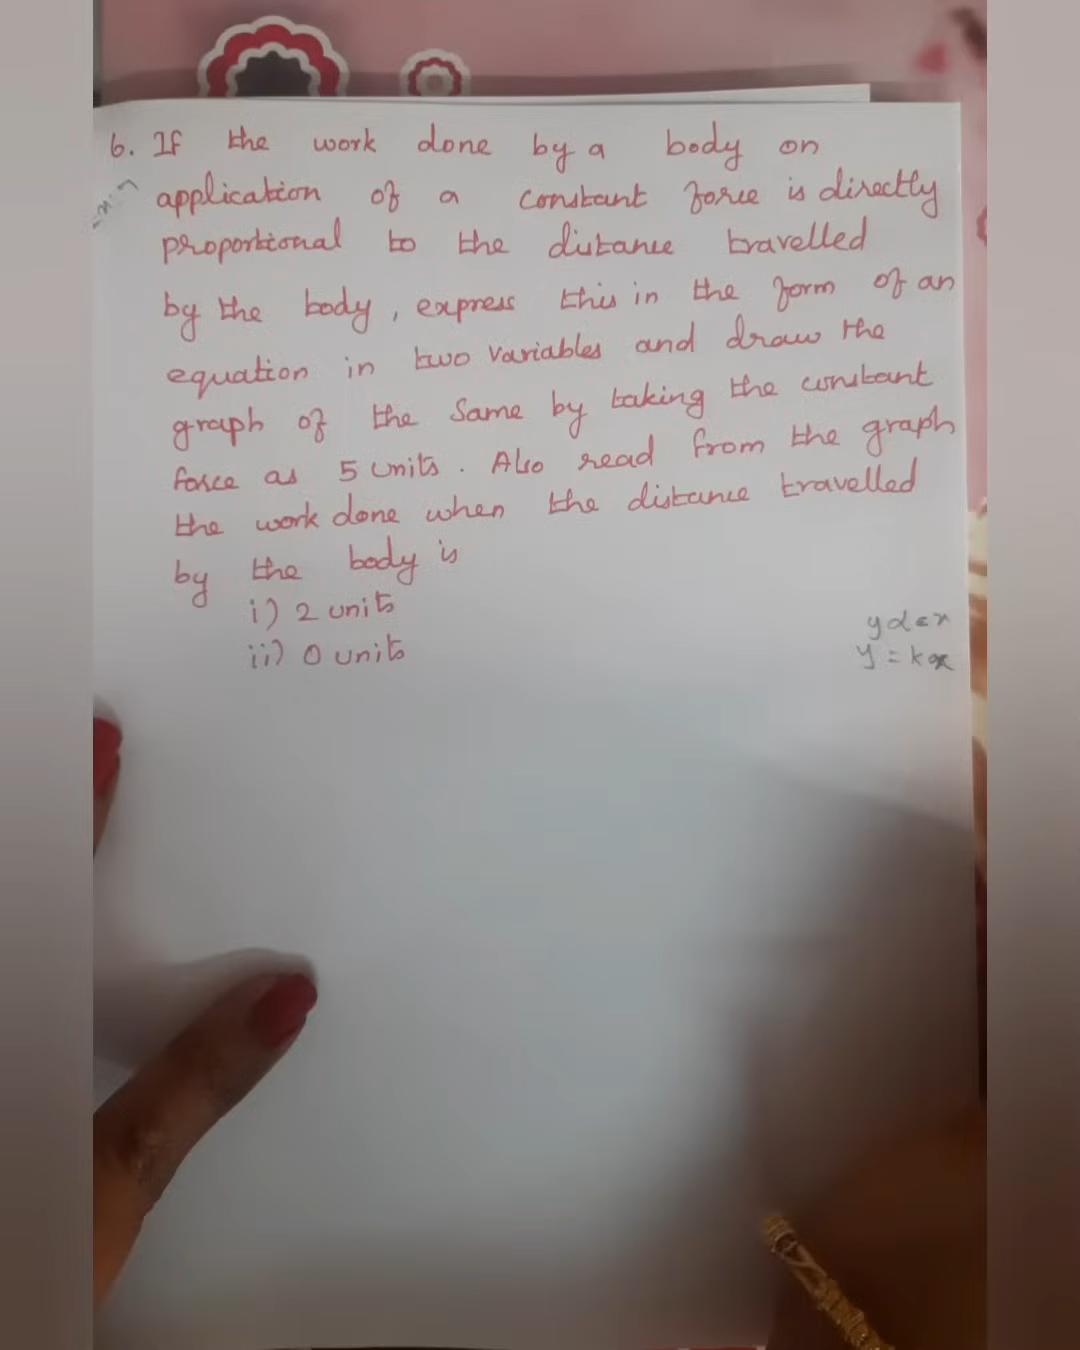 6. If the work done by a body on
application of a constant force is directly
proportional to the distance travelled
by the body, express this in the form of an
equation in two variables and draw the
graph of the same by taking the constant
force as 5 units. Also read from the graph
the work done when the distance travelled
by the body is
i) 2 units
ii) 0 units
y = kx